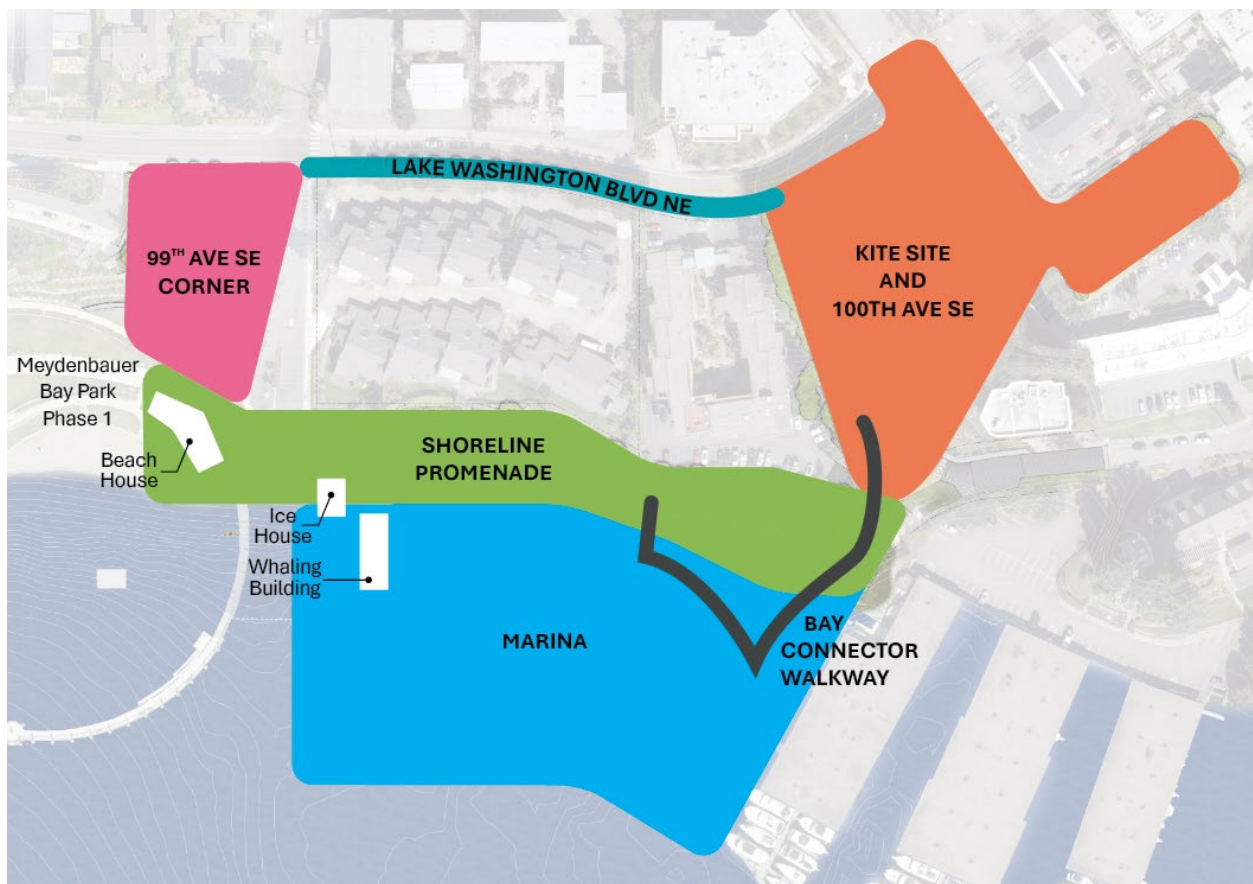 LAKE WASHINGTON BLVD NE
99TH AVE SE
CORNER
KITE SITE
AND
100TH AVE SE
Meydenbauer
Bay Park
Phase 1
Beach
House
SHORELINE
PROMENADE
Ice
House
Whaling
Building
MARINA
BAY
CONNECTOR
WALKWAY